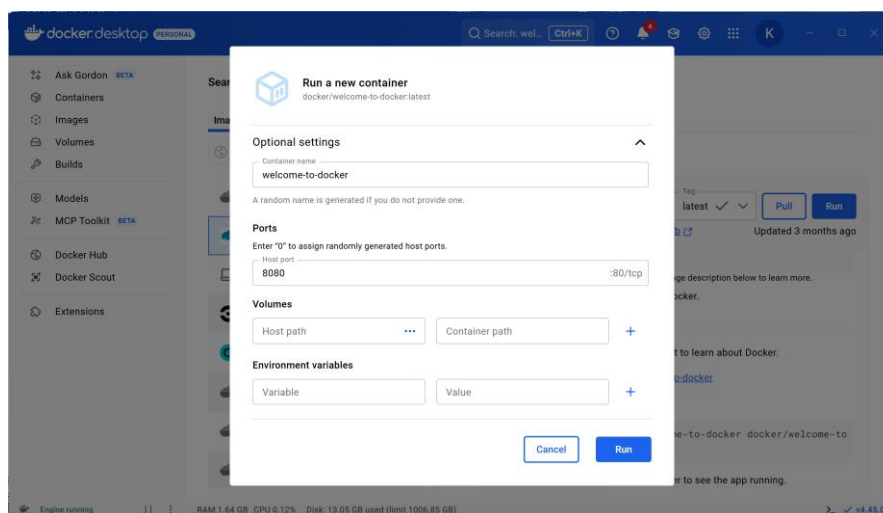 docker.desktop PERSONAL
Search: wel... Ctrl+K
4
K
Ask Gordon BETA
Containers
Images
Volumes
Builds
Models
MCP Toolkit BETA
Docker Hub
Docker Scout
Extensions
Sear
Ima
Run a new container
docker/welcome-to-docker:latest
Optional settings
Container name
welcome-to-docker
A random name is generated if you do not provide one.
Ports
Enter "0" to assign randomly generated host ports.
Host port
8080 :80/tcp
Volumes
Host path ... Container path +
Environment variables
Variable Value +
Cancel Run
Tag
latest Pull Run
Updated 3 months ago
ge description below to learn more.
ocker.
t to learn about Docker.
o-docker
e-to-docker docker/welcome-to
er to see the app running.
Engine running RAM 1.64 GB CPU 0.12% Disk: 13.05 GB used (limit 1006.85 GB)